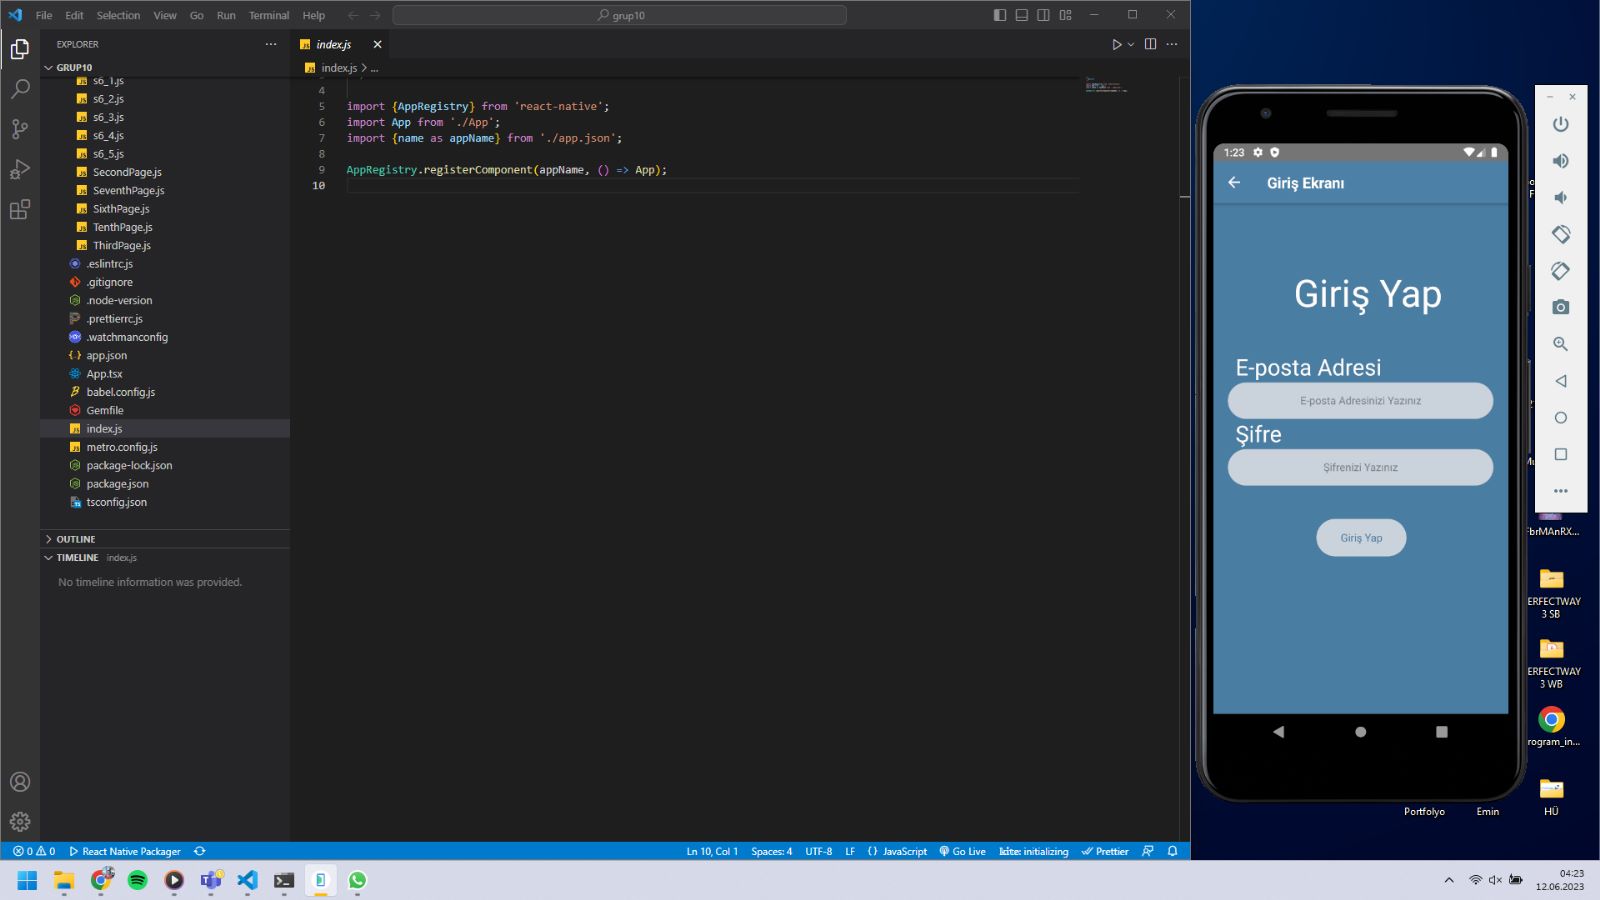 File Edit Selection View Go Run Terminal Help
grup10
EXPLORER
GRUP10
s6_1.js
s6_2.js
s6_3.js
s6_4.js
s6_5.js
SecondPage.js
SeventhPage.js
SixthPage.js
TenthPage.js
ThirdPage.js
.eslintrc.js
.gitignore
.node-version
.prettierrc.js
.watchmanconfig
app.json
App.tsx
babel.config.js
Gemfile
index.js
metro.config.js
package-lock.json
package.json
tsconfig.json
OUTLINE
TIMELINE index.js
No timeline information was provided.
index.js
index.js > ...
4
5 import {AppRegistry} from 'react-native';
6 import App from './App';
7 import {name as appName} from './app.json';
8
9 AppRegistry.registerComponent(appName, () => App);
10
0 0 React Native Packager
Ln 10, Col 1 Spaces: 4 UTF-8 LF {} JavaScript Go Live kite: initializing Prettier
1:23
Giriş Ekranı
Giriş Yap
E-posta Adresi
E-posta Adresinizi Yazınız
Şifre
Şifrenizi Yazınız
Giriş Yap
FbrMAnRX...
ERFECTWAY
3 SB
ERFECTWAY
3 WB
rogram_in...
Portfolyo Emin HÜ
04:23
12.06.2023